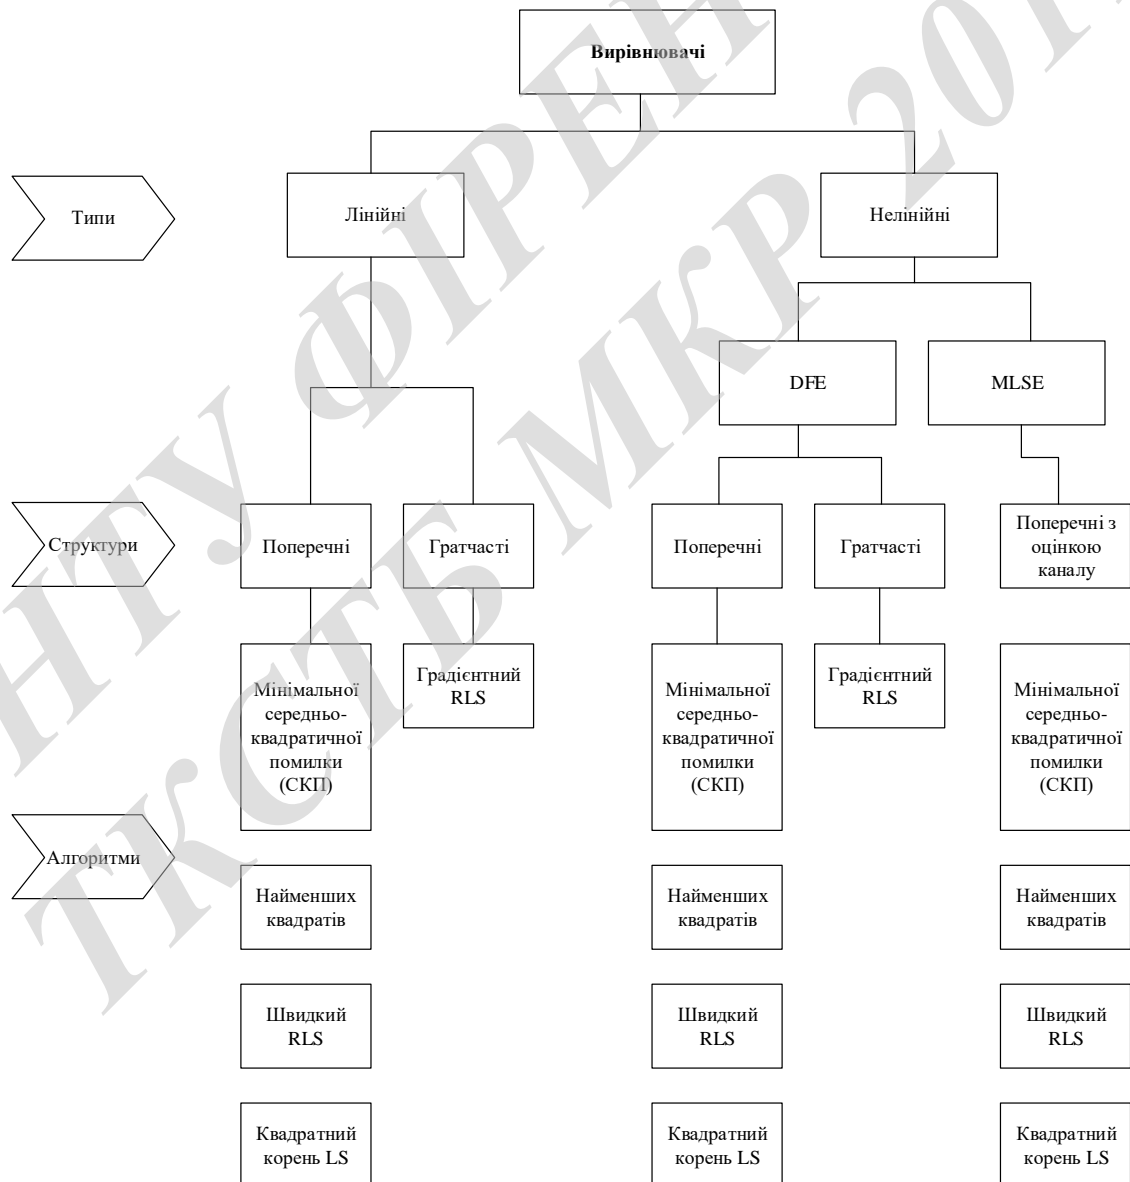 Вирівнювачі
Типи
Лінійні
Нелінійні
DFE
MLSE
Структури
Поперечні
Гратчасті
Поперечні
Гратчасті
Поперечні з
оцінкою
каналу
Мінімальної
середньо-
квадратичної
помилки
(СКП)
Градієнтний
RLS
Мінімальної
середньо-
квадратичної
помилки
(СКП)
Градієнтний
RLS
Мінімальної
середньо-
квадратичної
помилки
(СКП)
Алгоритми
Найменших
квадратів
Найменших
квадратів
Найменших
квадратів
Швидкий
RLS
Швидкий
RLS
Швидкий
RLS
Квадратний
корень LS
Квадратний
корень LS
Квадратний
корень LS
ТКСТБ МКР